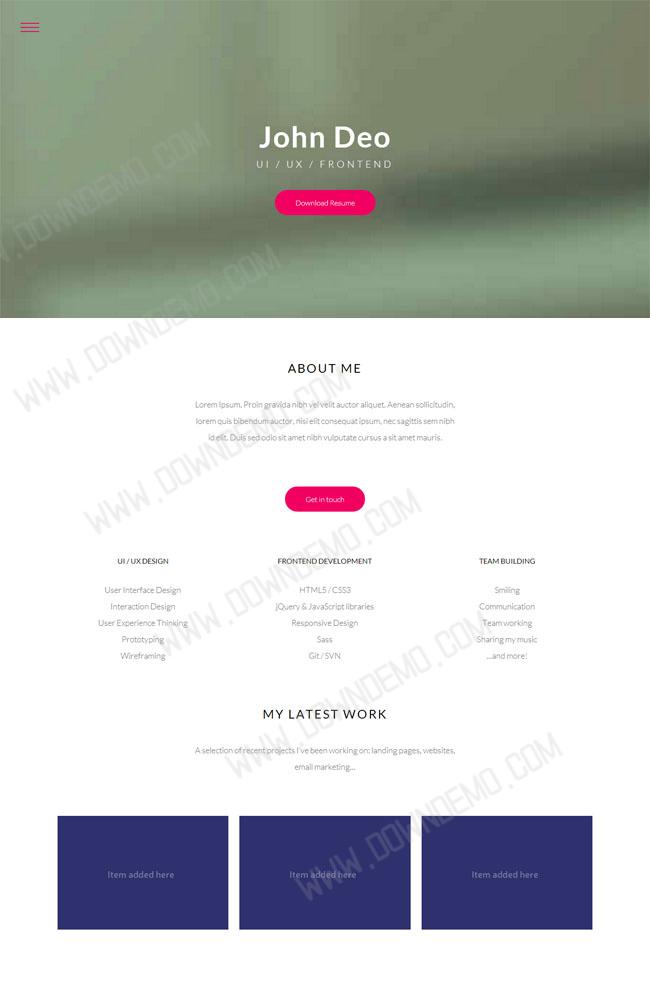 John Deo
UI / UX / FRONTEND
Download Resume
ABOUT ME
Lorem Ipsum. Proin gravida nibh vel velit auctor aliquet. Aenean sollicitudin,
lorem quis bibendum auctor, nisi elit consequat ipsum, nec sagittis sem nibh
id elit. Duis sed odio sit amet nibh vulputate cursus a sit amet mauris.
Get in touch
UI / UX DESIGN
User Interface Design
Interaction Design
User Experience Thinking
Prototyping
Wireframing
FRONTEND DEVELOPMENT
HTML5 / CSS3
jQuery & JavaScript libraries
Responsive Design
Sass
Git / SVN
TEAM BUILDING
Smiling
Communication
Team working
Sharing my music
...and more!
MY LATEST WORK
A selection of recent projects I've been working on: landing pages, websites,
email marketing...
Item added here
Item added here
Item added here
WWW.DOWNDEMO.COM
WWW.DOWNDEMO.COM
WWW.DOWNDEMO.COM
WWW.DOWNDEMO.COM
WWW.DOWNDEMO.COM
WWW.DOWNDEMO.COM